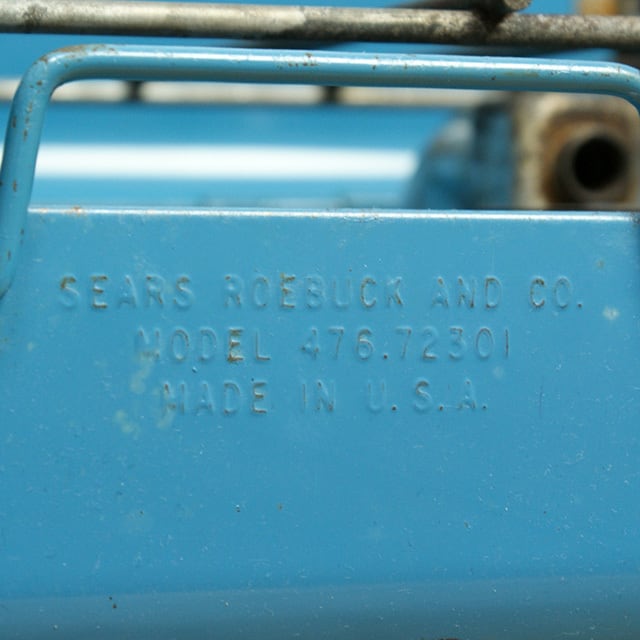 SEARS ROEBUCK AND CO.
MODEL 476.72301
MADE IN U.S.A.